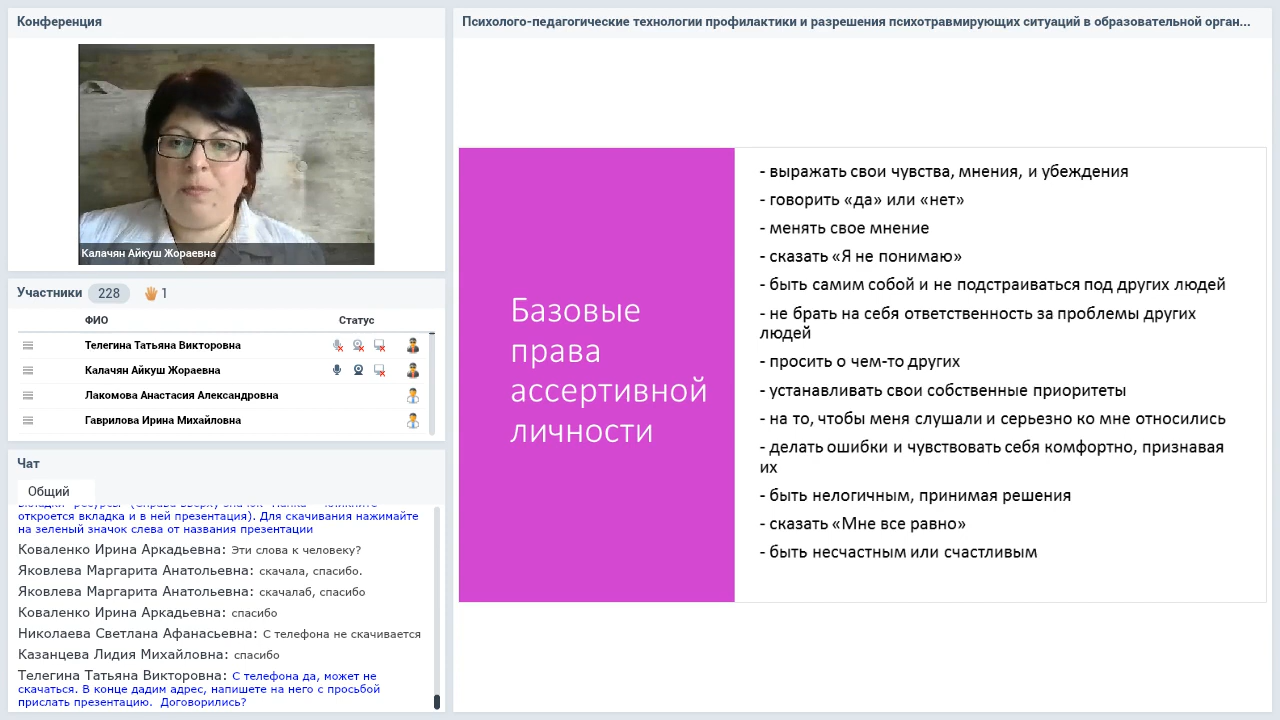 Конференция
Калачян Айкуш Жораевна
Участники 228 1
ФИО Статус
Телегина Татьяна Викторовна
Калачян Айкуш Жораевна
Лакомова Анастасия Александровна
Гаврилова Ирина Михайловна
Чат
Общий
откроется вкладка и в ней презентация). Для скачивания нажимайте
на зеленый значок слева от названия презентации
Коваленко Ирина Аркадьевна: Эти слова к человеку?
Яковлева Маргарита Анатольевна: скачала, спасибо.
Яковлева Маргарита Анатольевна: скачалаб, спасибо
Коваленко Ирина Аркадьевна: спасибо
Николаева Светлана Афанасьевна: С телефона не скачивается
Казанцева Лидия Михайловна: спасибо
Телегина Татьяна Викторовна: С телефона да, может не
скачаться. В конце дадим адрес, напишете на него с просьбой
прислать презентацию. Договорились?
Психолого-педагогические технологии профилактики и разрешения психотравмирующих ситуаций в образовательной орган...
Базовые
права
ассертивной
личности
- выражать свои чувства, мнения, и убеждения
- говорить «да» или «нет»
- менять свое мнение
- сказать «Я не понимаю»
- быть самим собой и не подстраиваться под других людей
- не брать на себя ответственность за проблемы других
людей
- просить о чем-то других
- устанавливать свои собственные приоритеты
- на то, чтобы меня слушали и серьезно ко мне относились
- делать ошибки и чувствовать себя комфортно, признавая
их
- быть нелогичным, принимая решения
- сказать «Мне все равно»
- быть несчастным или счастливым